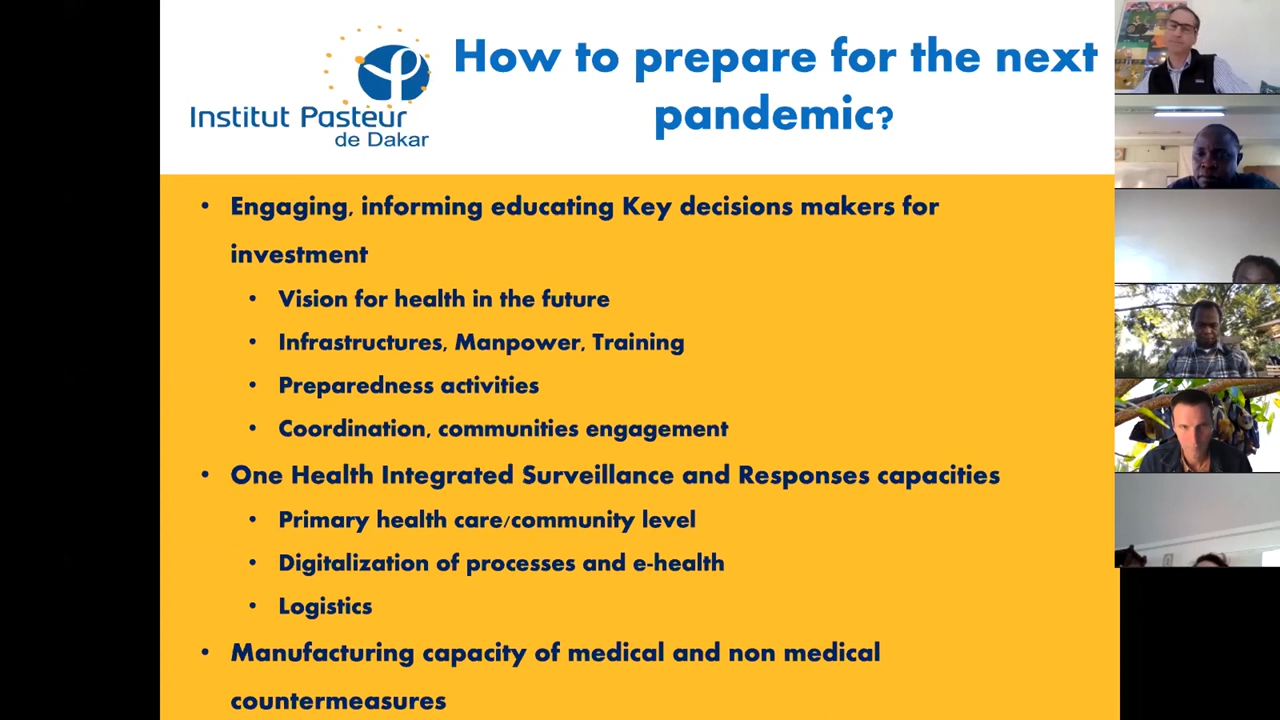 Institut Pasteur
de Dakar
How to prepare for the next
pandemic?
• Engaging, informing educating Key decisions makers for
investment
• Vision for health in the future
• Infrastructures, Manpower, Training
• Preparedness activities
• Coordination, communities engagement
• One Health Integrated Surveillance and Responses capacities
• Primary health care/community level
• Digitalization of processes and e-health
• Logistics
• Manufacturing capacity of medical and non medical
countermeasures